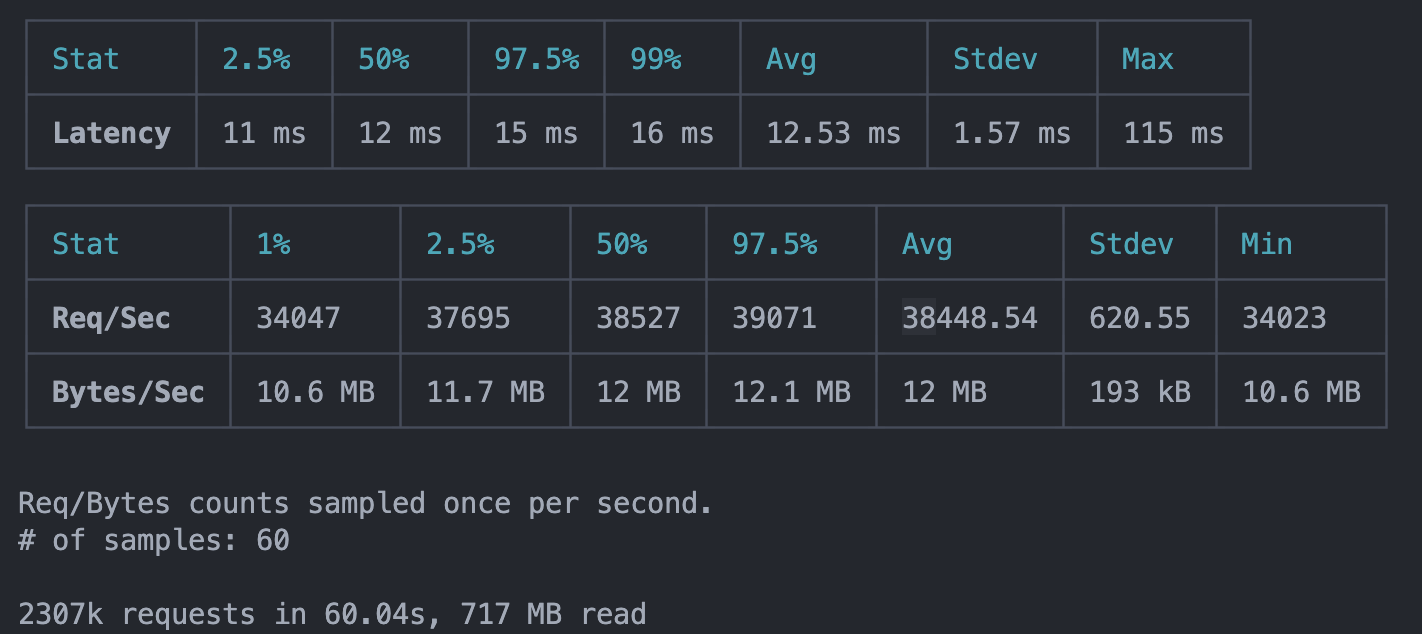 Stat 2.5% 50% 97.5% 99% Avg Stdev Max
Latency 11 ms 12 ms 15 ms 16 ms 12.53 ms 1.57 ms 115 ms
Stat 1% 2.5% 50% 97.5% Avg Stdev Min
Req/Sec 34047 37695 38527 39071 38448.54 620.55 34023
Bytes/Sec 10.6 MB 11.7 MB 12 MB 12.1 MB 12 MB 193 kB 10.6 MB
Req/Bytes counts sampled once per second.
# of samples: 60
2307k requests in 60.04s, 717 MB read